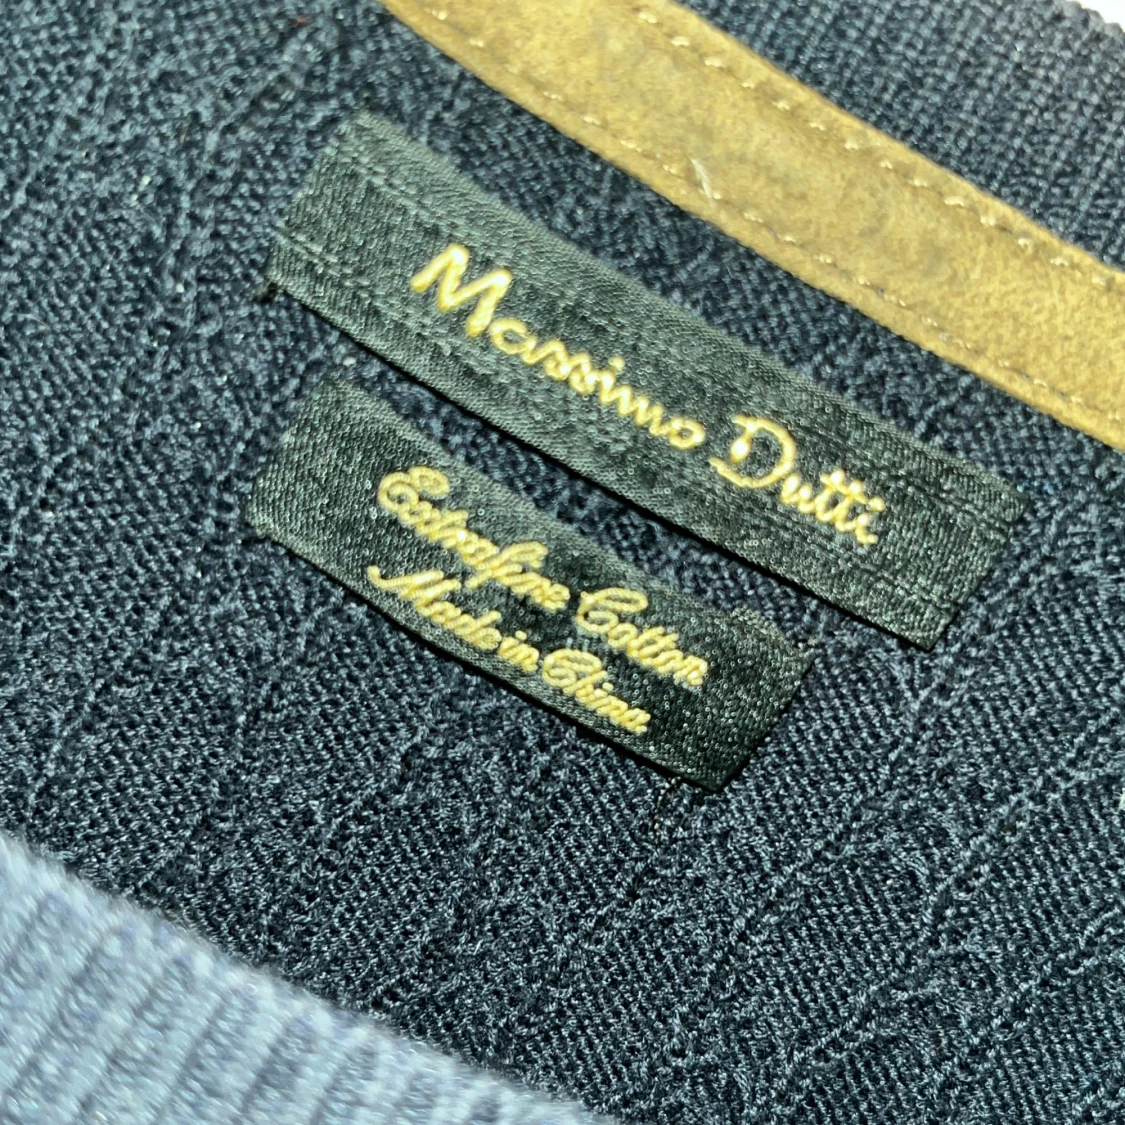 Massimo Dutti
Extrafine Cotton
Made in China